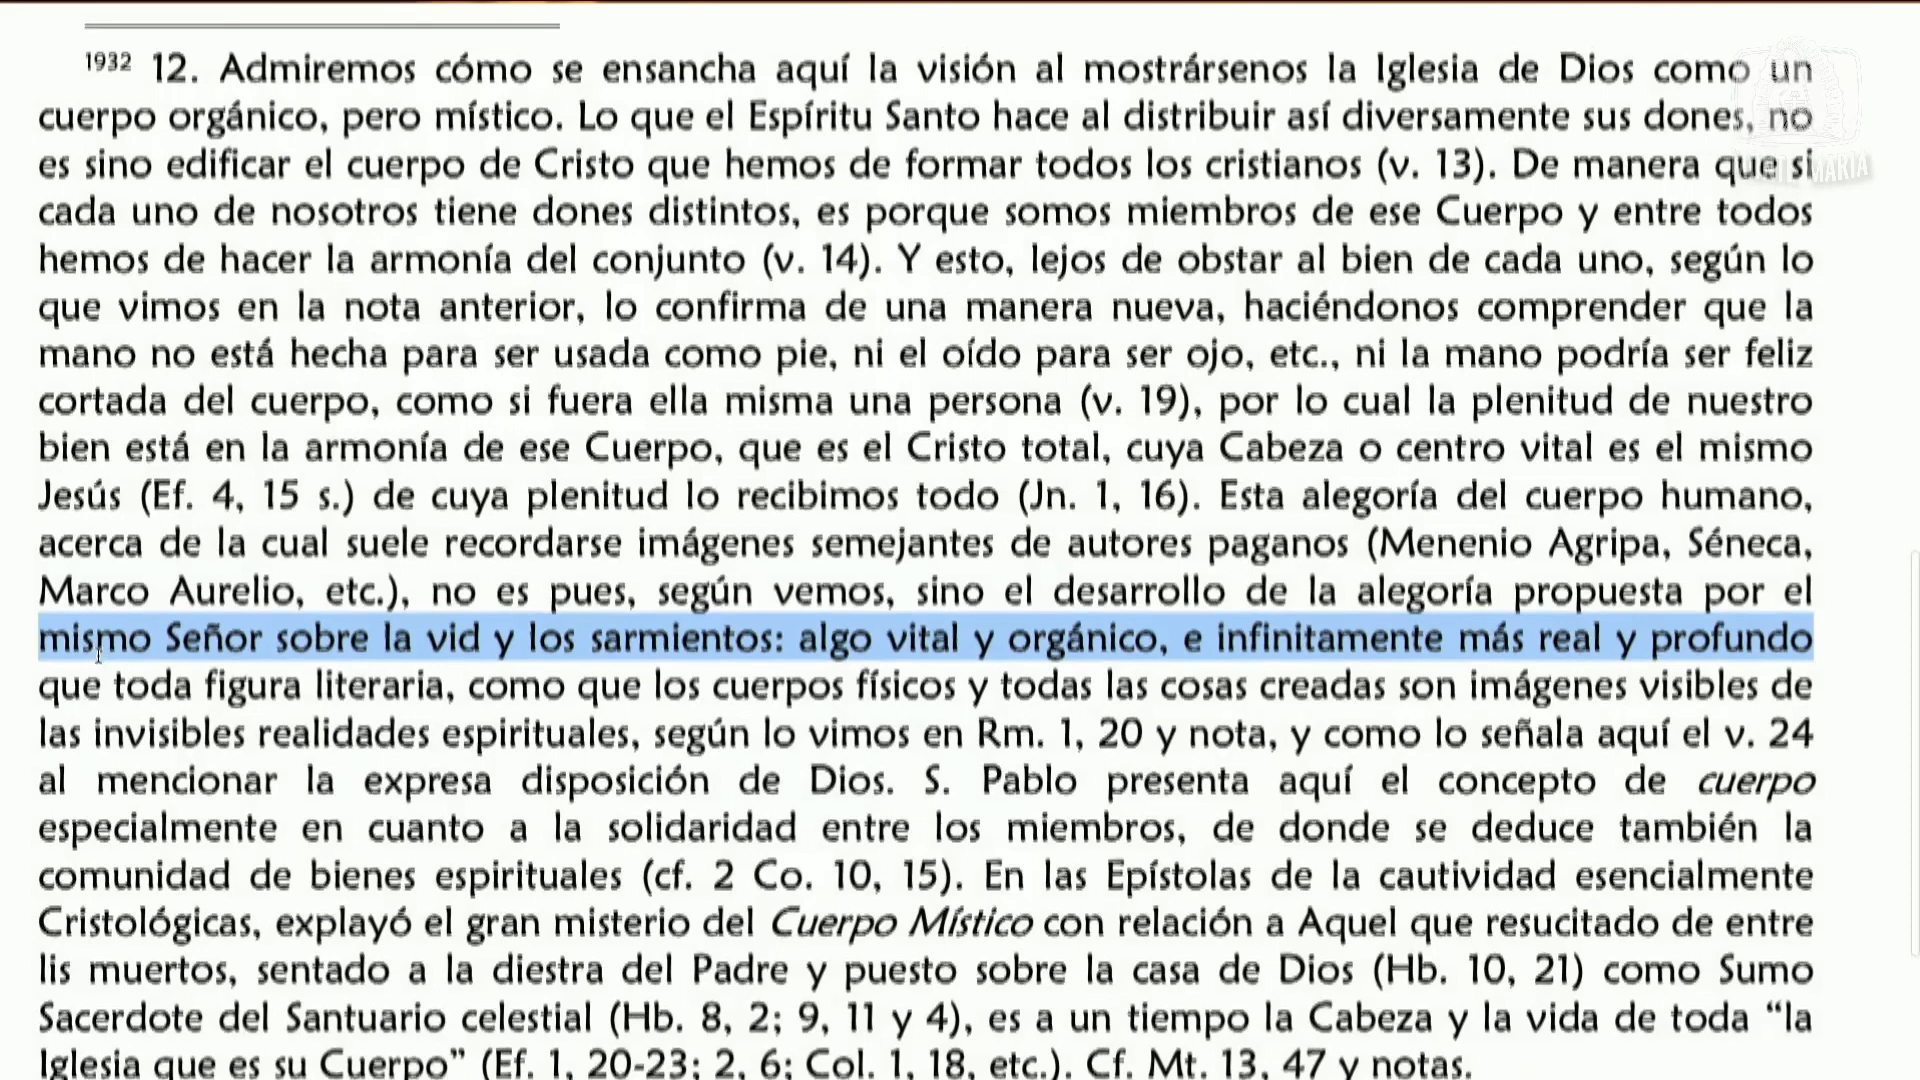 1932 12. Admiremos cómo se ensancha aquí la visión al mostrársenos la Iglesia de Dios como un
cuerpo orgánico, pero místico. Lo que el Espíritu Santo hace al distribuir así diversamente sus dones, no
es sino edificar el cuerpo de Cristo que hemos de formar todos los cristianos (v. 13). De manera que si
cada uno de nosotros tiene dones distintos, es porque somos miembros de ese Cuerpo y entre todos
hemos de hacer la armonía del conjunto (v. 14). Y esto, lejos de obstar al bien de cada uno, según lo
que vimos en la nota anterior, lo confirma de una manera nueva, haciéndonos comprender que la
mano no está hecha para ser usada como pie, ni el oído para ser ojo, etc., ni la mano podría ser feliz
cortada del cuerpo, como si fuera ella misma una persona (v. 19), por lo cual la plenitud de nuestro
bien está en la armonía de ese Cuerpo, que es el Cristo total, cuya Cabeza o centro vital es el mismo
Jesús (Ef. 4, 15 s.) de cuya plenitud lo recibimos todo (Jn. 1, 16). Esta alegoría del cuerpo humano,
acerca de la cual suele recordarse imágenes semejantes de autores paganos (Menenio Agripa, Séneca,
Marco Aurelio, etc.), no es pues, según vemos, sino el desarrollo de la alegoría propuesta por el
mismo Señor sobre la vid y los sarmientos: algo vital y orgánico, e infinitamente más real y profundo
que toda figura literaria, como que los cuerpos físicos y todas las cosas creadas son imágenes visibles de
las invisibles realidades espirituales, según lo vimos en Rm. 1, 20 y nota, y como lo señala aquí el v. 24
al mencionar la expresa disposición de Dios. S. Pablo presenta aquí el concepto de cuerpo
especialmente en cuanto a la solidaridad entre los miembros, de donde se deduce también la
comunidad de bienes espirituales (cf. 2 Co. 10, 15). En las Epístolas de la cautividad esencialmente
Cristológicas, explayó el gran misterio del Cuerpo Místico con relación a Aquel que resucitado de entre
lis muertos, sentado a la diestra del Padre y puesto sobre la casa de Dios (Hb. 10, 21) como Sumo
Sacerdote del Santuario celestial (Hb. 8, 2; 9, 11 y 4), es a un tiempo la Cabeza y la vida de toda “la
Iglesia que es su Cuerpo” (Ef. 1, 20-23; 2, 6; Col. 1, 18, etc.). Cf. Mt. 13, 47 y notas.
MARIA